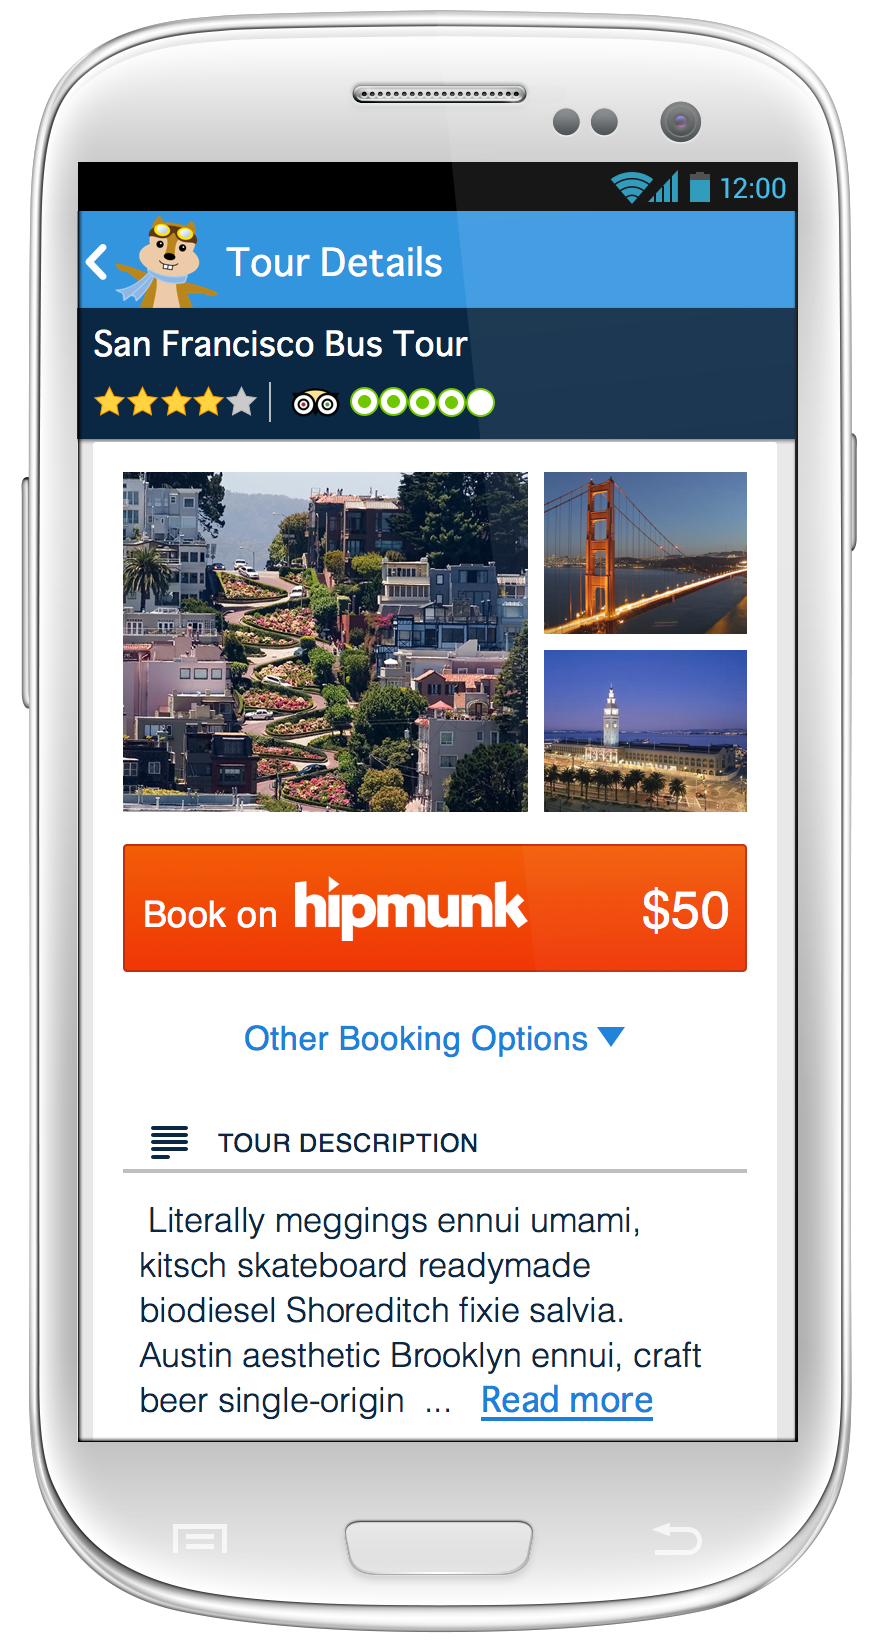 12:00
Tour Details
San Francisco Bus Tour
Book on hipmunk $50
Other Booking Options
TOUR DESCRIPTION
Literally meggings ennui umami,
kitsch skateboard readymade
biodiesel Shoreditch fixie salvia.
Austin aesthetic Brooklyn ennui, craft
beer single-origin ... Read more